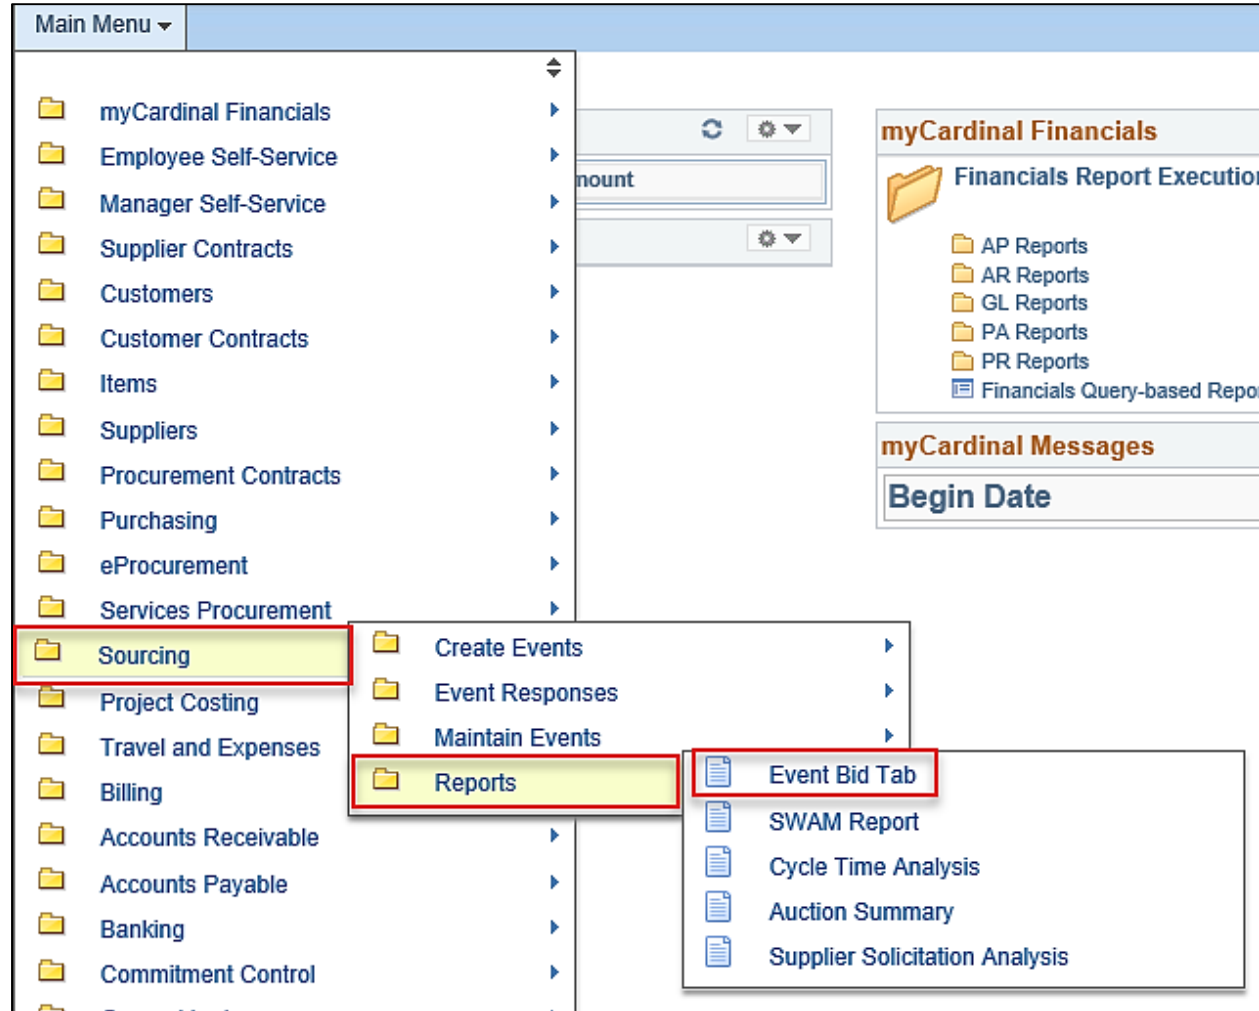 Main Menu
myCardinal Financials
Employee Self-Service
Manager Self-Service
Supplier Contracts
Customers
Customer Contracts
Items
Suppliers
Procurement Contracts
Purchasing
eProcurement
Services Procurement
Sourcing
Project Costing
Travel and Expenses
Billing
Accounts Receivable
Accounts Payable
Banking
Commitment Control
Create Events
Event Responses
Maintain Events
Reports
Event Bid Tab
SWAM Report
Cycle Time Analysis
Auction Summary
Supplier Solicitation Analysis
mount
myCardinal Financials
Financials Report Execution
AP Reports
AR Reports
GL Reports
PA Reports
PR Reports
Financials Query-based Repor
myCardinal Messages
Begin Date